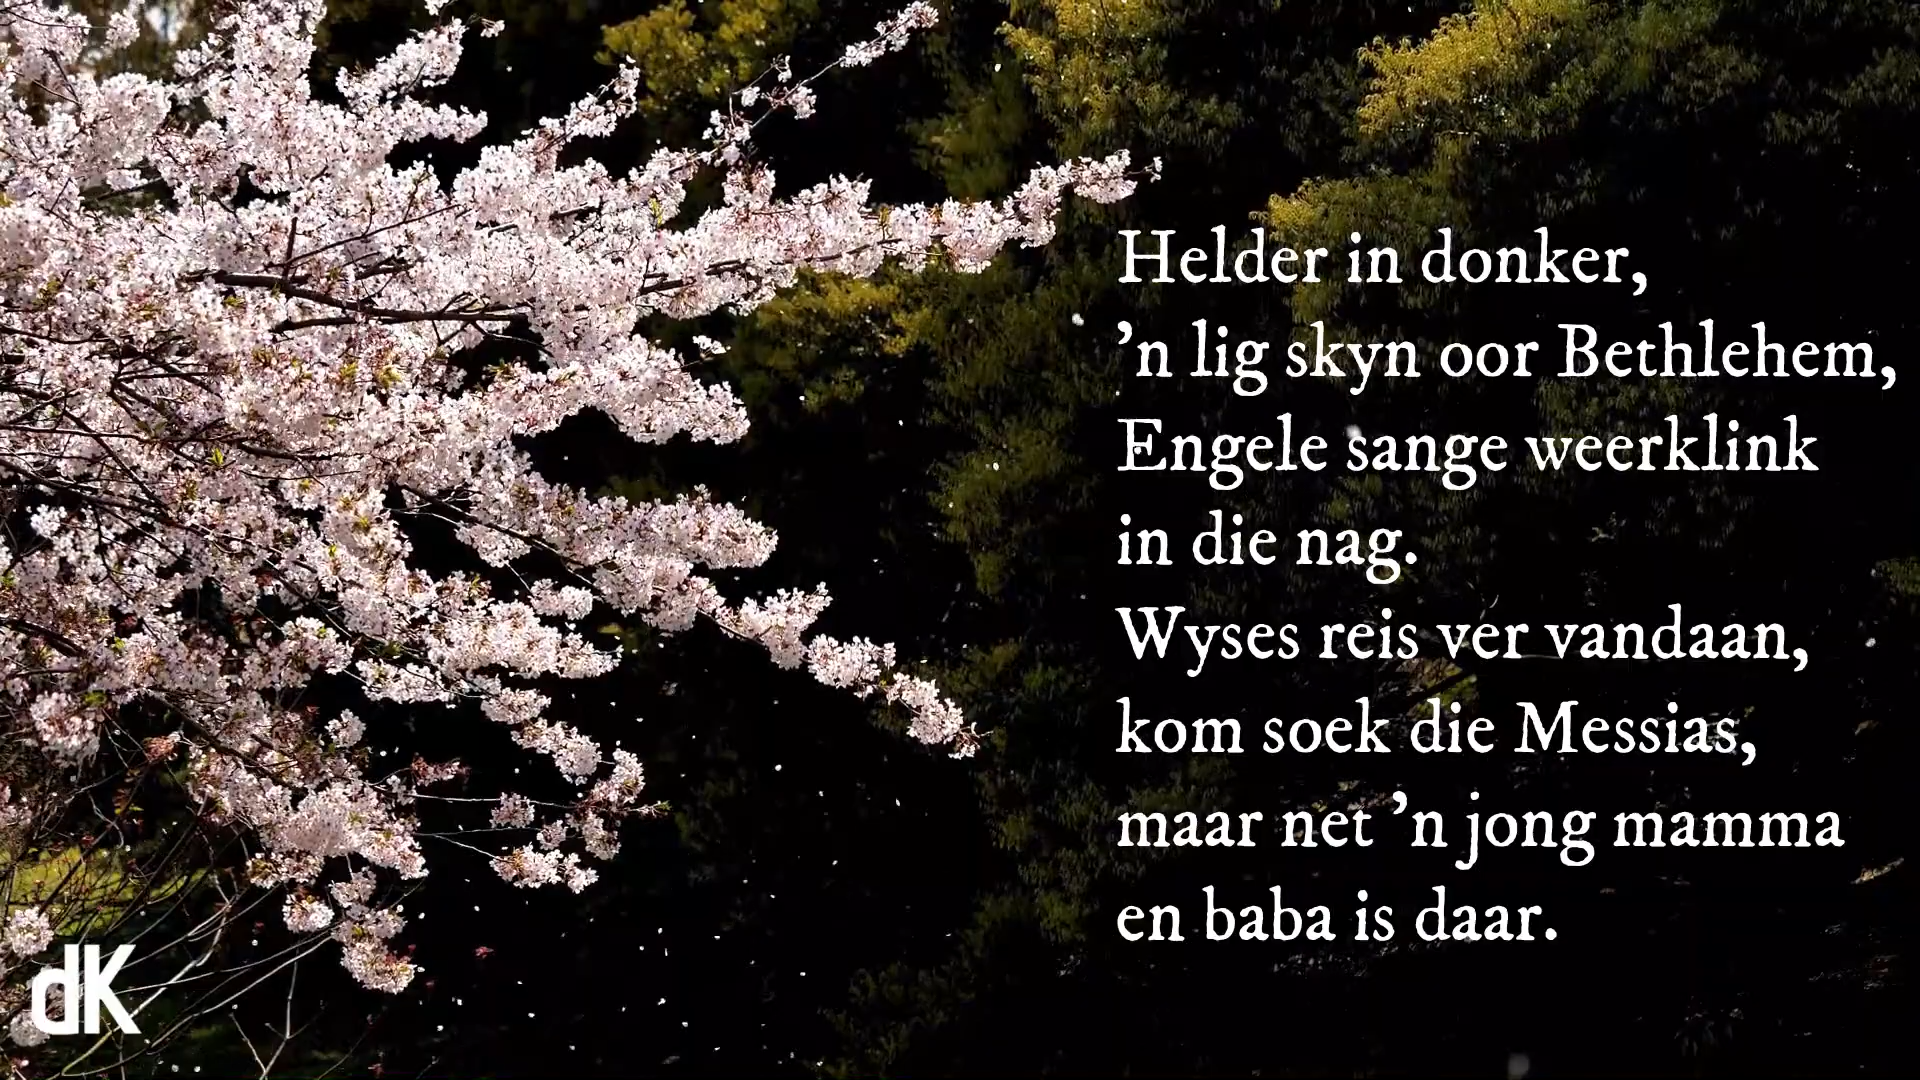 Helder in donker,
’n lig skyn oor Bethlehem,
Engele sange weerklink
in die nag.
Wyses reis ver vandaan,
kom soek die Messias,
maar net ’n jong mamma
en baba is daar.
dK